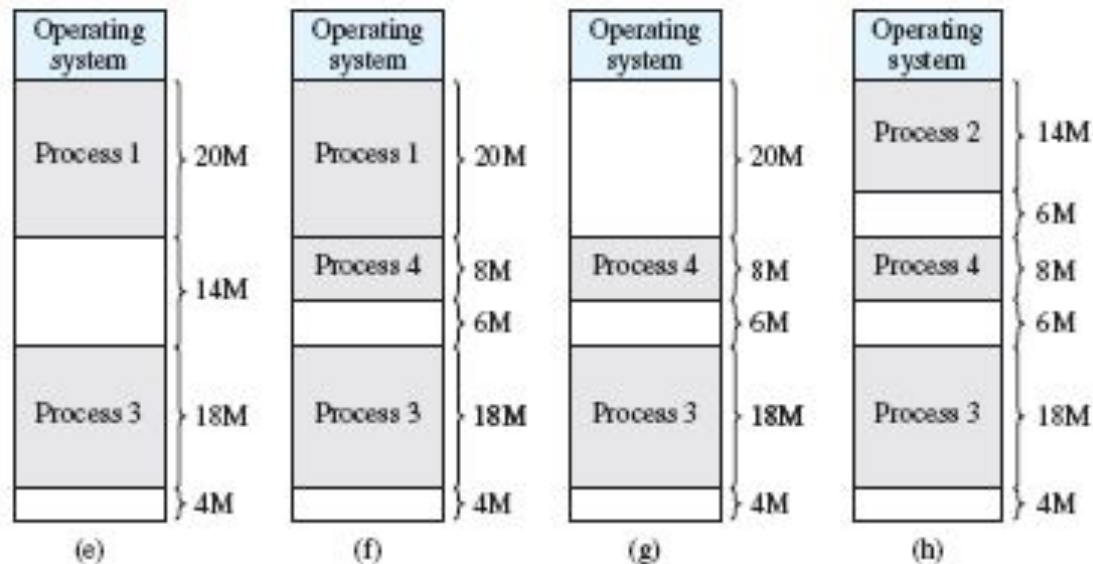 Operating
system
Process 1
20M
14M
Process 3
18M
4M
(e)
Operating
system
Process 1
20M
Process 4
8M
6M
Process 3
18M
4M
(f)
Operating
system
20M
Process 4
8M
6M
Process 3
18M
4M
(g)
Operating
system
Process 2
14M
6M
Process 4
8M
6M
Process 3
18M
4M
(h)